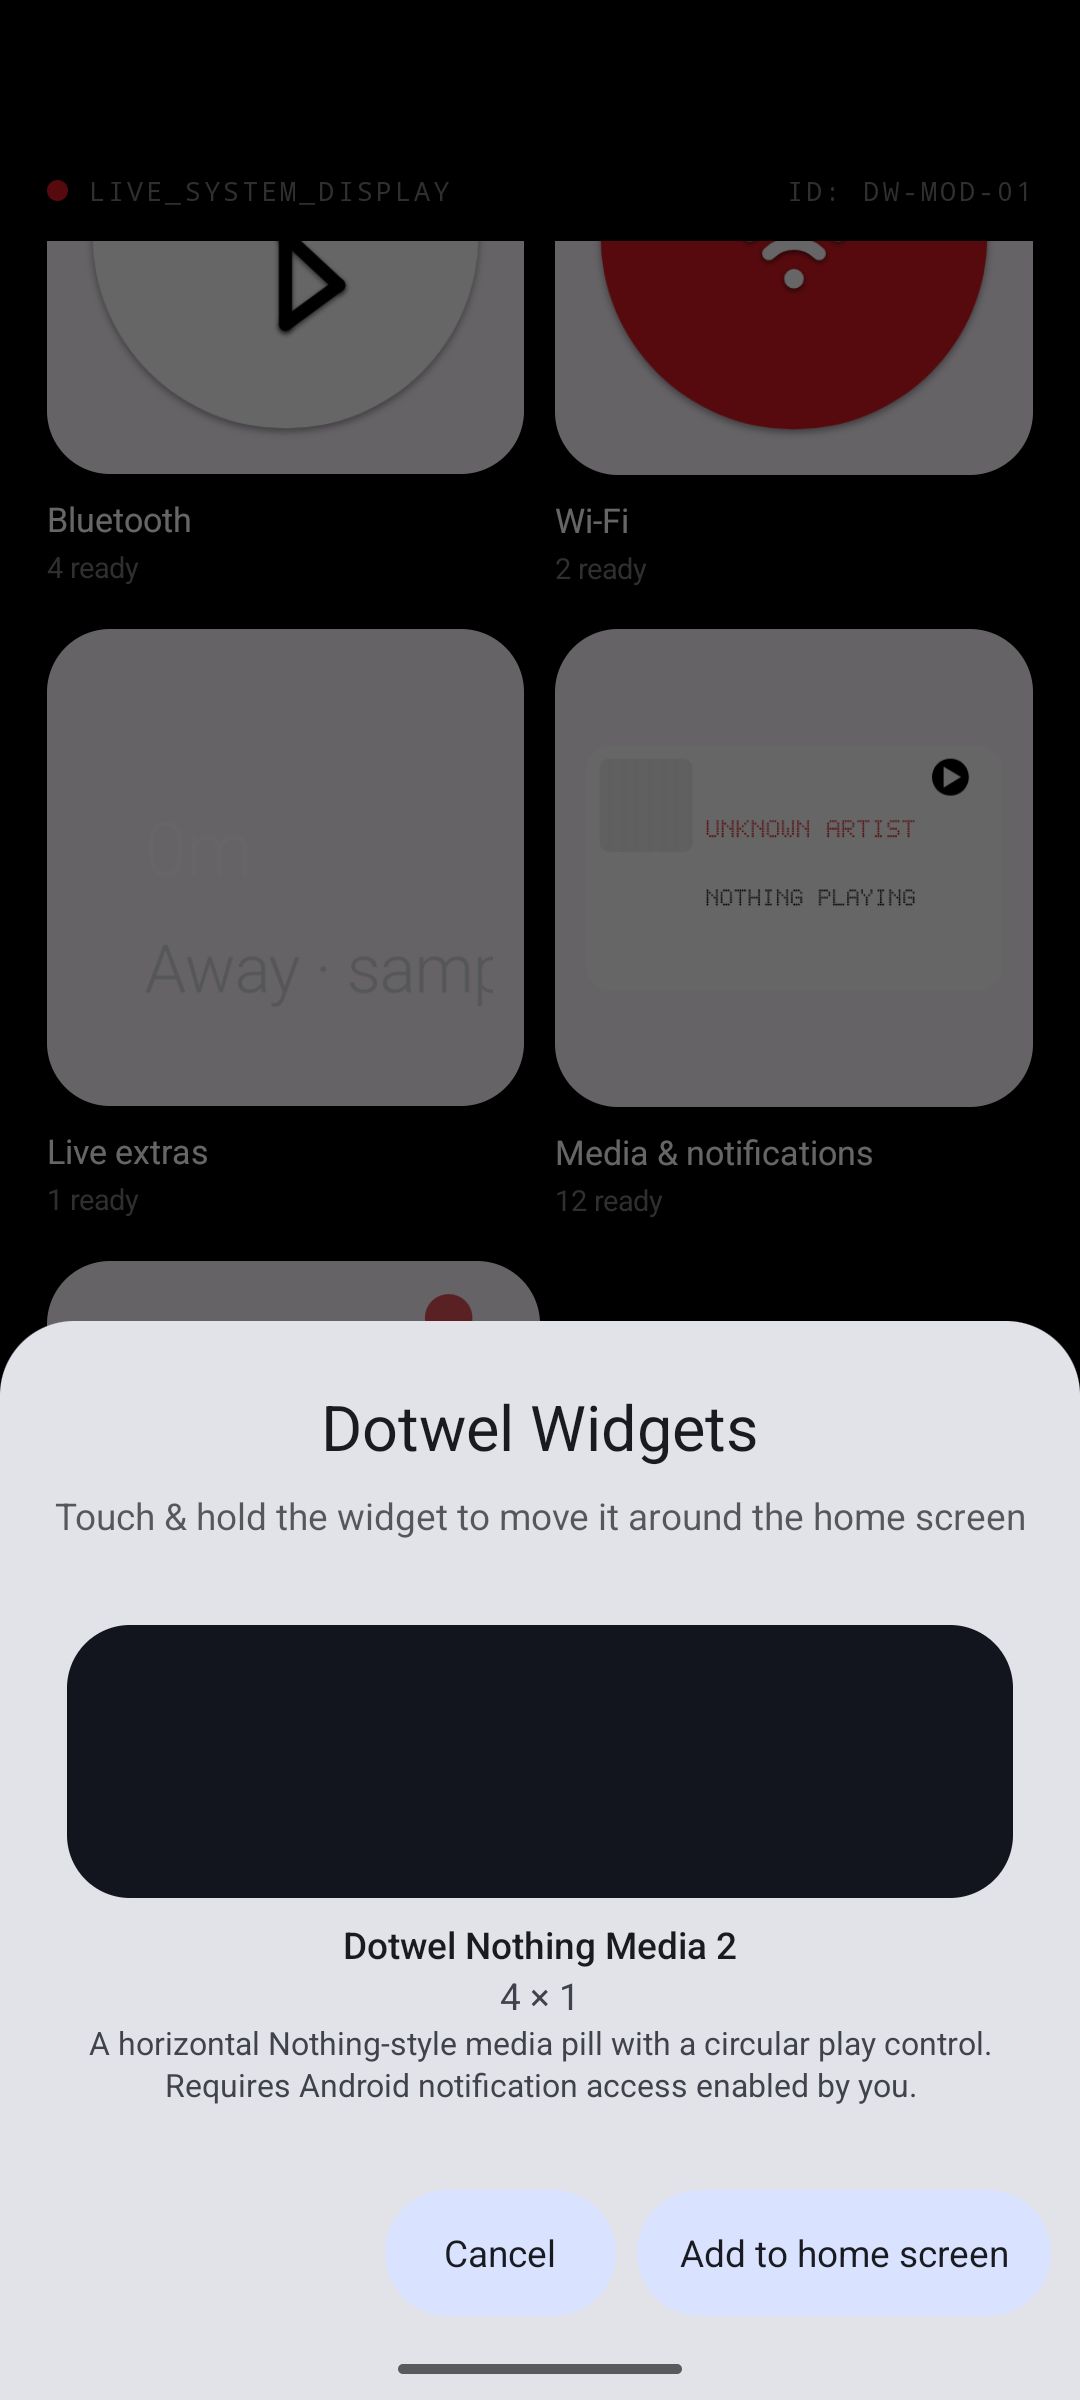 LIVE_SYSTEM_DISPLAY
ID: DW-MOD-01
Bluetooth
4 ready
Wi-Fi
2 ready
0m
Away · samp
UNKNOWN ARTIST
NOTHING PLAYING
Live extras
1 ready
Media & notifications
12 ready
Dotwel Widgets
Touch & hold the widget to move it around the home screen
Dotwel Nothing Media 2
4 × 1
A horizontal Nothing-style media pill with a circular play control.
Requires Android notification access enabled by you.
Cancel
Add to home screen